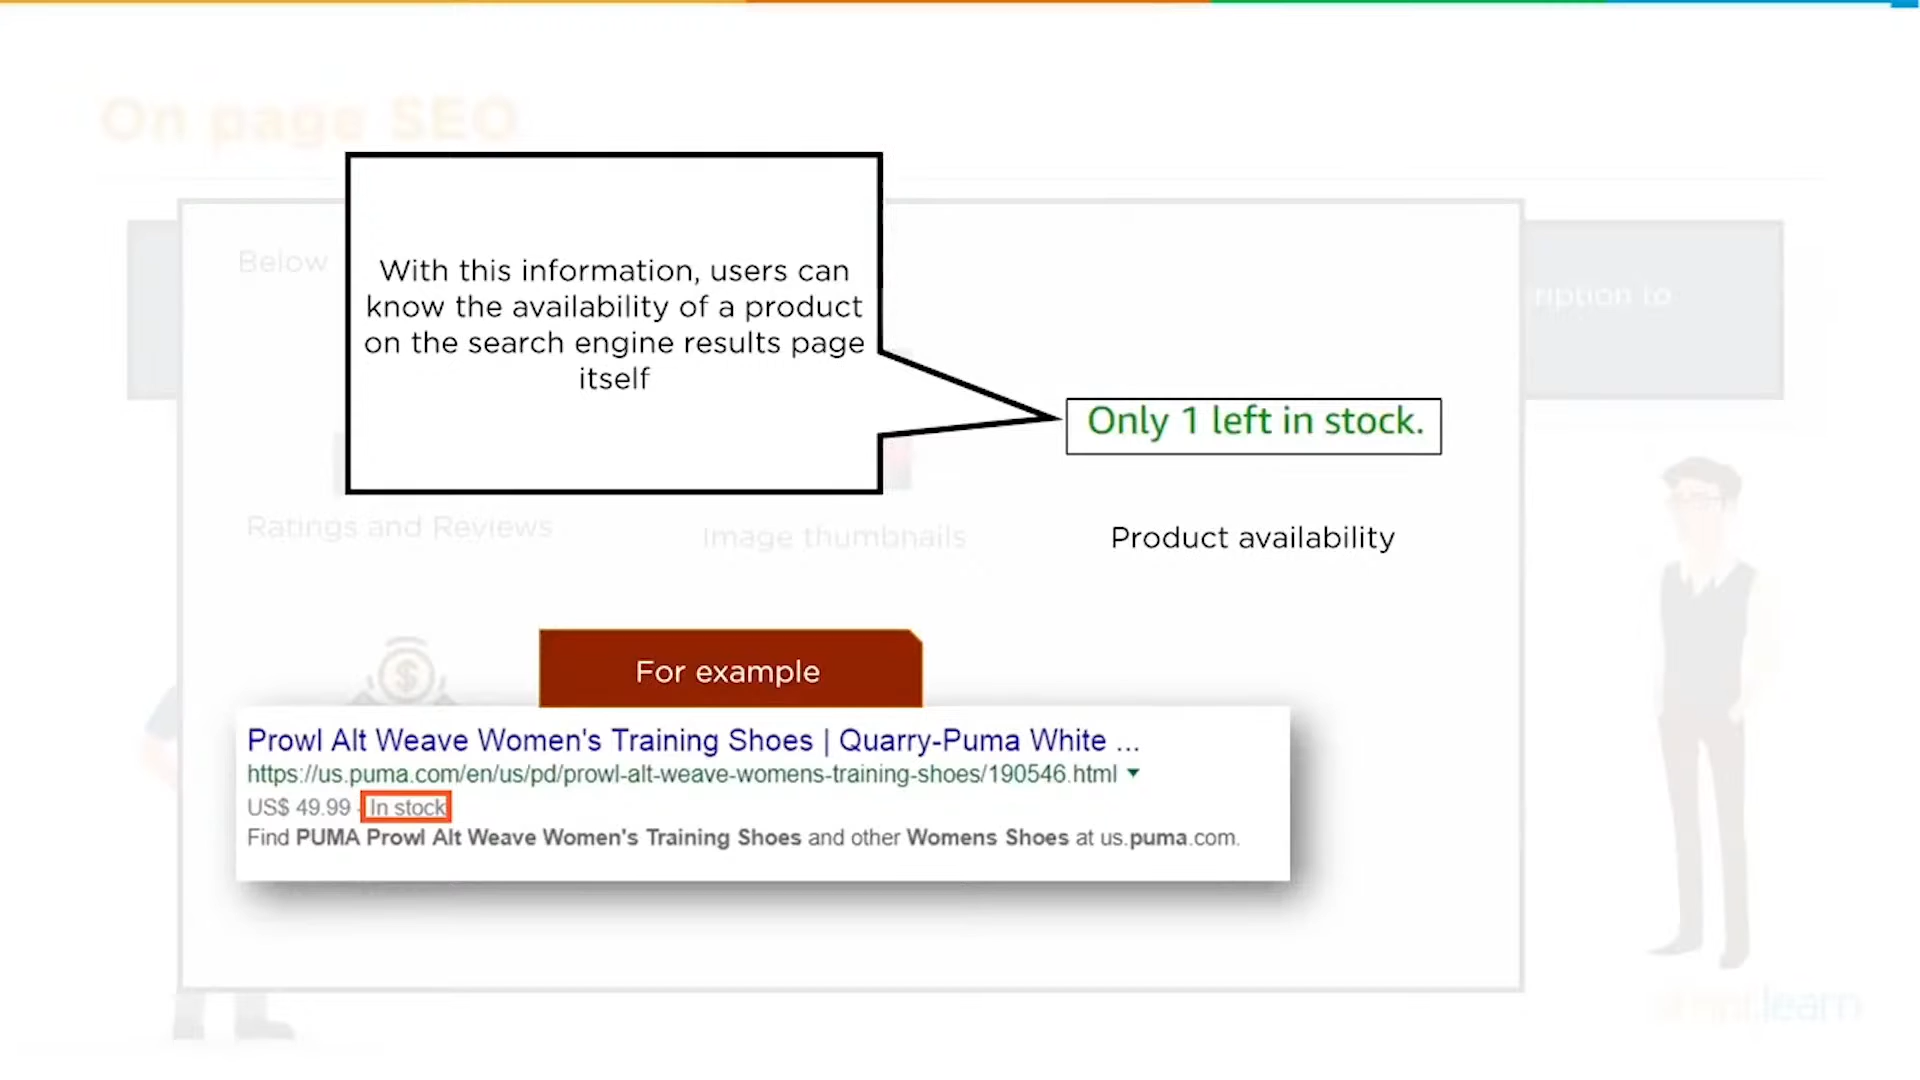 On page SEO
Below
ription to
With this information, users can
know the availability of a product
on the search engine results page
itself
Only 1 left in stock.
Ratings and Reviews
Image thumbnails
Product availability
For example
Prowl Alt Weave Women's Training Shoes | Quarry-Puma White ...
https://us.puma.com/en/us/pd/prowl-alt-weave-womens-training-shoes/190546.html
US$ 49.99 - In stock
Find PUMA Prowl Alt Weave Women's Training Shoes and other Womens Shoes at us.puma.com.